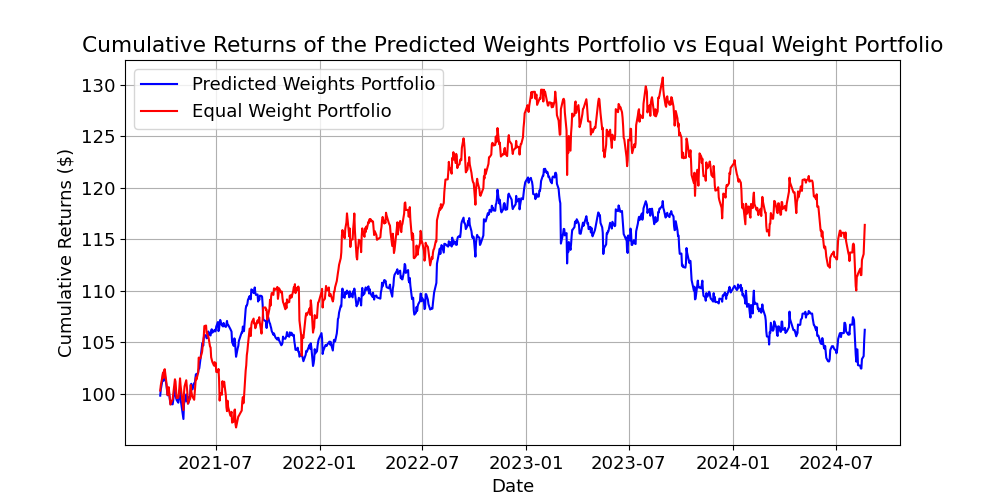 Cumulative Returns of the Predicted Weights Portfolio vs Equal Weight Portfolio
Predicted Weights Portfolio
Equal Weight Portfolio
Cumulative Returns ($)
130
125
120
115
110
105
100
2021-07 2022-01 2022-07 2023-01 2023-07 2024-01 2024-07
Date